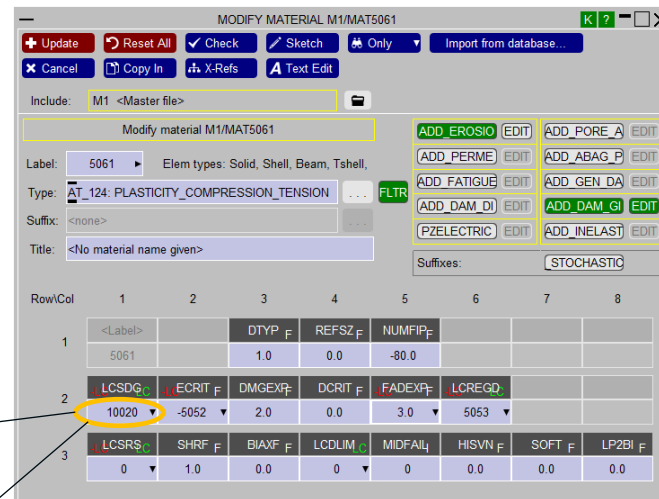 MODIFY MATERIAL M1/MAT5061
K ?
Update Reset All Check Sketch Only Import from database...
Cancel Copy In X-Refs A Text Edit
Include: M1 <Master file>
Modify material M1/MAT5061
Label: 5061 Elem types: Solid, Shell, Beam, Tshell,
Type: AT_124: PLASTICITY_COMPRESSION_TENSION ... FLTR
Suffix: <none> ...
Title: <No material name given>
ADD_EROSIO EDIT ADD_PORE_A EDIT
ADD_PERME EDIT ADD_ABAG_P EDIT
ADD_FATIGUE EDIT ADD_GEN_DA EDIT
ADD_DAM_DI EDIT ADD_DAM_GI EDIT
PZELECTRIC EDIT ADD_INELAST EDIT
Suffixes: _STOCHASTIC
Row\Col 1 2 3 4 5 6 7 8
<Label> DTYP F REFSZ F NUMFIP F
1
5061 1.0 0.0 -80.0
LCSDG LC ECRIT F DMGEXP F DCRIT F FADEXP F LCREGD LC
2
10020 -5052 2.0 0.0 3.0 5053
LCSRS LC SHRF F BIAXF F LCDLIM LC MIDFAIL I HISVN F SOFT F LP2BI F
3
0 1.0 0.0 0 0 0.0 0.0 0.0